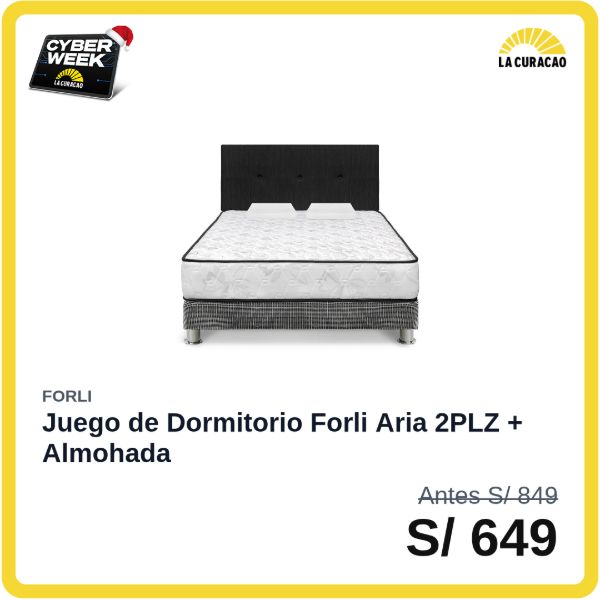 CYBER
WEEK
LA CURACAO
LA CURACAO
FORLI
Juego de Dormitorio Forli Aria 2PLZ +
Almohada
Antes S/ 849
S/ 649